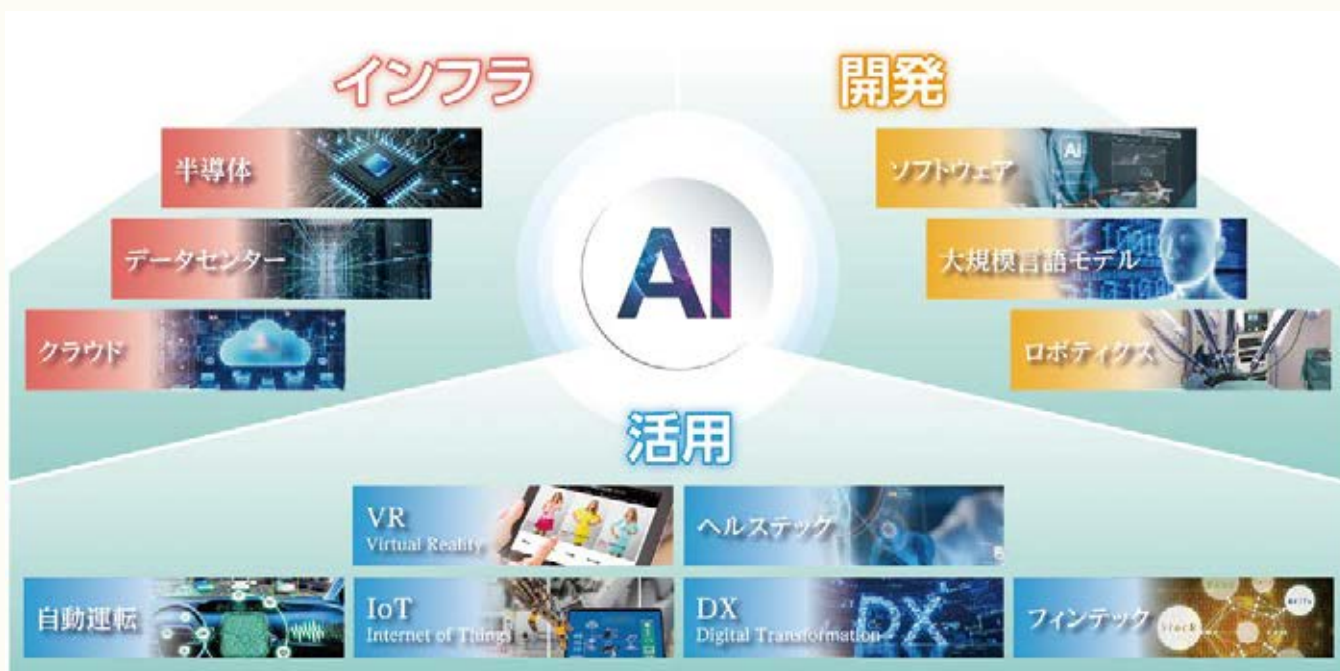 インフラ
半導体
データセンター
クラウド
開発
ソフトウェア
大規模言語モデル
ロボティクス
AI
活用
VR
Virtual Reality
ヘルステック
自動運転
IoT
Internet of Things
DX
Digital Transformation
フィンテック
Ai
DX
block